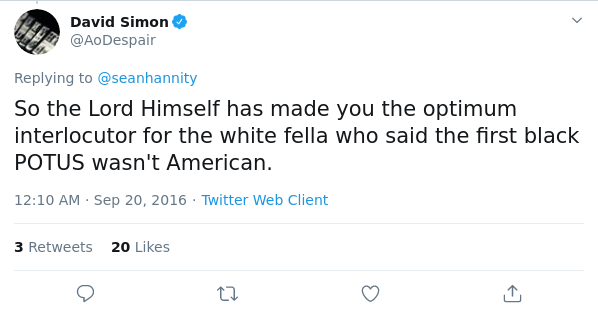 David Simon
@AoDespair
Replying to @seanhannity
So the Lord Himself has made you the optimum
interlocutor for the white fella who said the first black
POTUS wasn't American.
12:10 AM · Sep 20, 2016 · Twitter Web Client
3 Retweets 20 Likes